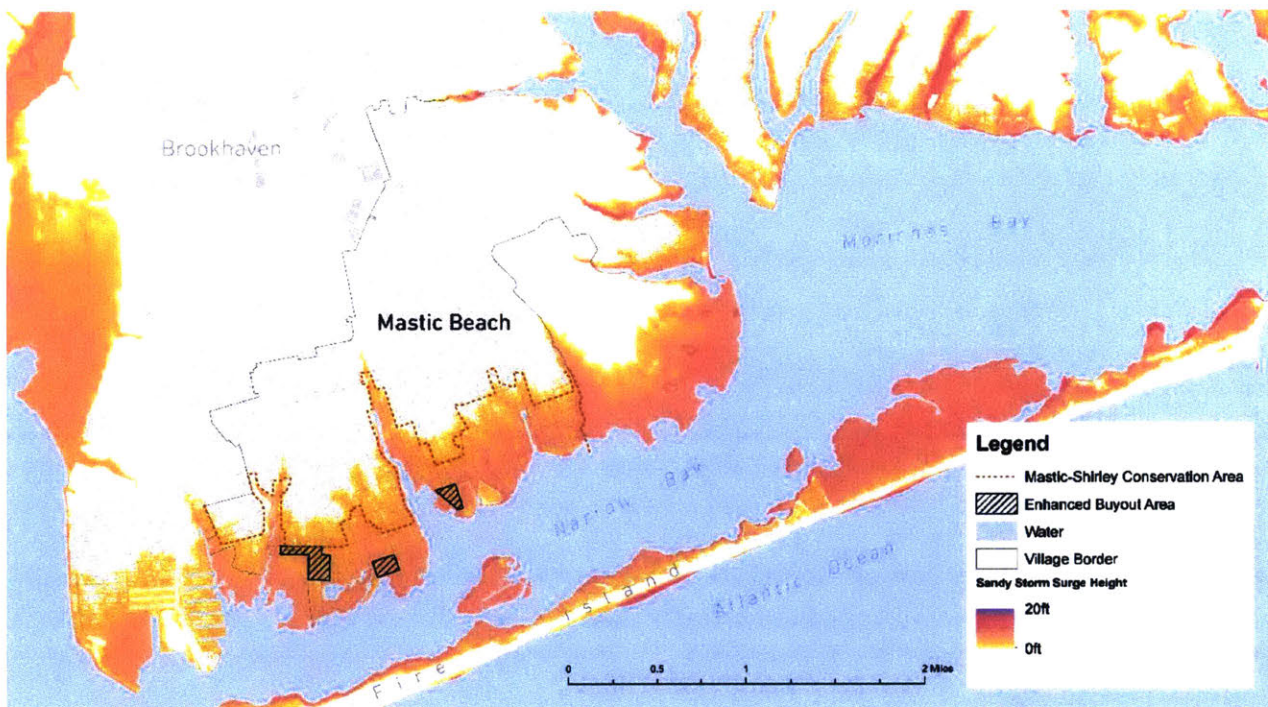 Brookhaven
Moriches Bay
Mastic Beach
Narrow Bay
Fire Island
Atlantic Ocean
Legend
Mastic-Shirley Conservation Area
Enhanced Buyout Area
Water
Village Border
Sandy Storm Surge Height
20ft
0ft
0 0.5 1 2 Miles